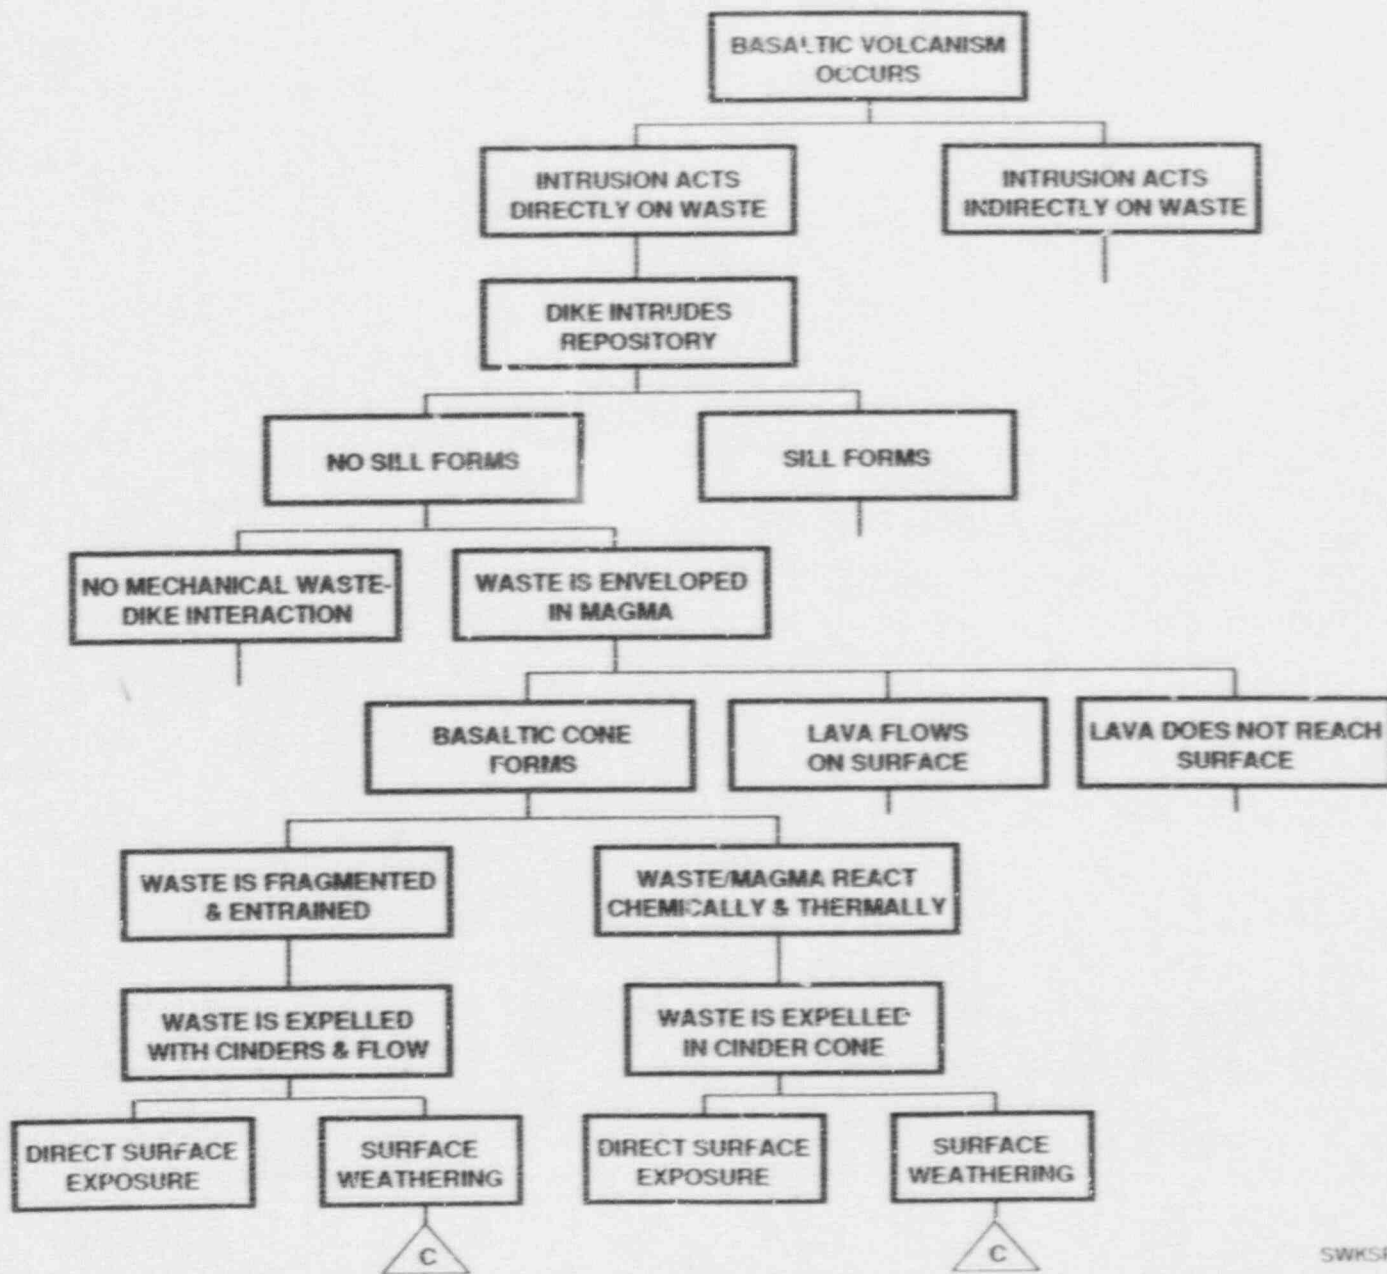 BASALTIC VOLCANISM
OCCURS
INTRUSION ACTS
DIRECTLY ON WASTE
INTRUSION ACTS
INDIRECTLY ON WASTE
DIKE INTRUDES
REPOSITORY
NO SILL FORMS
SILL FORMS
NO MECHANICAL WASTE-
DIKE INTERACTION
WASTE IS ENVELOPED
IN MAGMA
BASALTIC CONE
FORMS
LAVA FLOWS
ON SURFACE
LAVA DOES NOT REACH
SURFACE
WASTE IS FRAGMENTED
& ENTRAINED
WASTE/MAGMA REACT
CHEMICALLY & THERMALLY
WASTE IS EXPELLED
WITH CINDERS & FLOW
WASTE IS EXPELLED
IN CINDER CONE
DIRECT SURFACE
EXPOSURE
SURFACE
WEATHERING
DIRECT SURFACE
EXPOSURE
SURFACE
WEATHERING
C
C